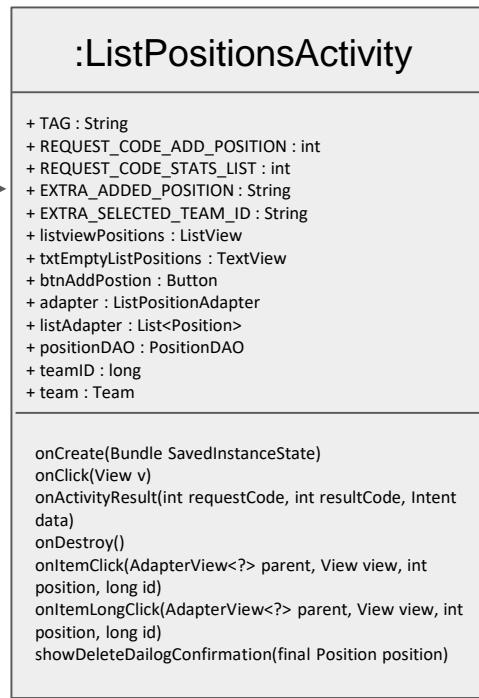 :ListPositionsActivity
+ TAG : String
+ REQUEST_CODE_ADD_POSITION : int
+ REQUEST_CODE_STATS_LIST : int
+ EXTRA_ADDED_POSITION : String
+ EXTRA_SELECTED_TEAM_ID : String
+ listviewPositions : ListView
+ txtEmptyListPositions : TextView
+ btnAddPostion : Button
+ adapter : ListPositionAdapter
+ listAdapter : List<Position>
+ positionDAO : PositionDAO
+ teamID : long
+ team : Team
onCreate(Bundle SavedInstanceState)
onClick(View v)
onActivityResult(int requestCode, int resultCode, Intent
data)
onDestroy()
onItemClick(AdapterView<?> parent, View view, int
position, long id)
onItemLongClick(AdapterView<?> parent, View view, int
position, long id)
showDeleteDailogConfirmation(final Position position)